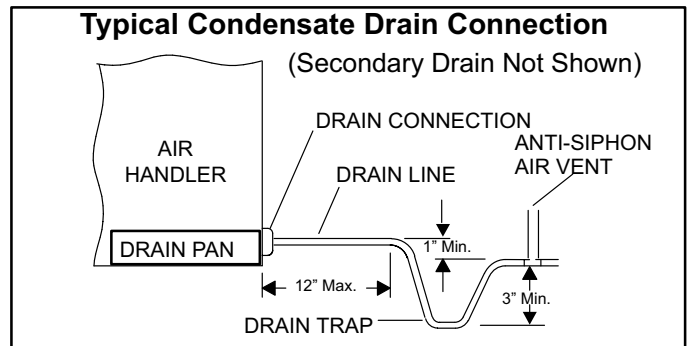 Typical Condensate Drain Connection
(Secondary Drain Not Shown)
DRAIN CONNECTION
ANTI-SIPHON
AIR VENT
AIR
HANDLER
DRAIN LINE
DRAIN PAN
1” Min.
12” Max.
3” Min.
DRAIN TRAP